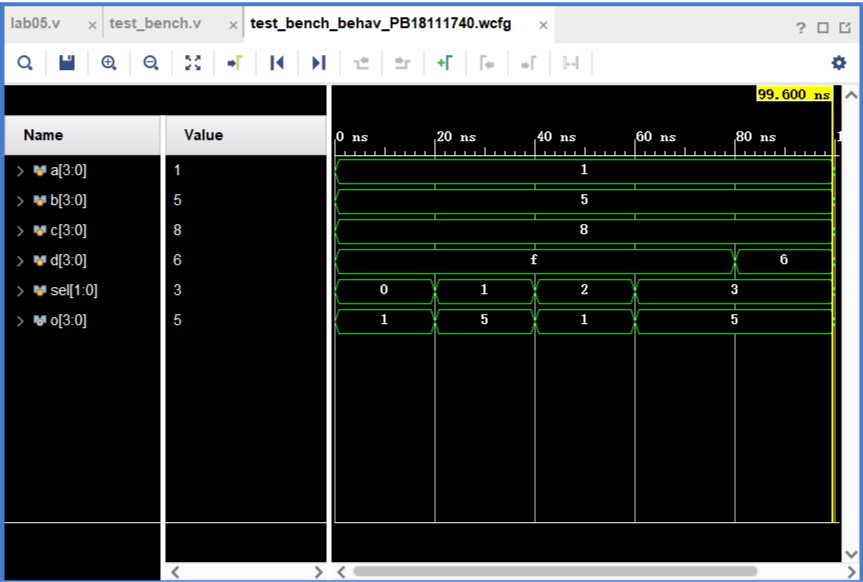 lab05.v × test_bench.v × test_bench_behav_PB18111740.wcfg × ?
99.600 ns
Name Value 0 ns 20 ns 40 ns 60 ns 80 ns 1
a[3:0] 1 1
b[3:0] 5 5
c[3:0] 8 8
d[3:0] 6 f 6
sel[1:0] 3 0 1 2 3
o[3:0] 5 1 5 1 5